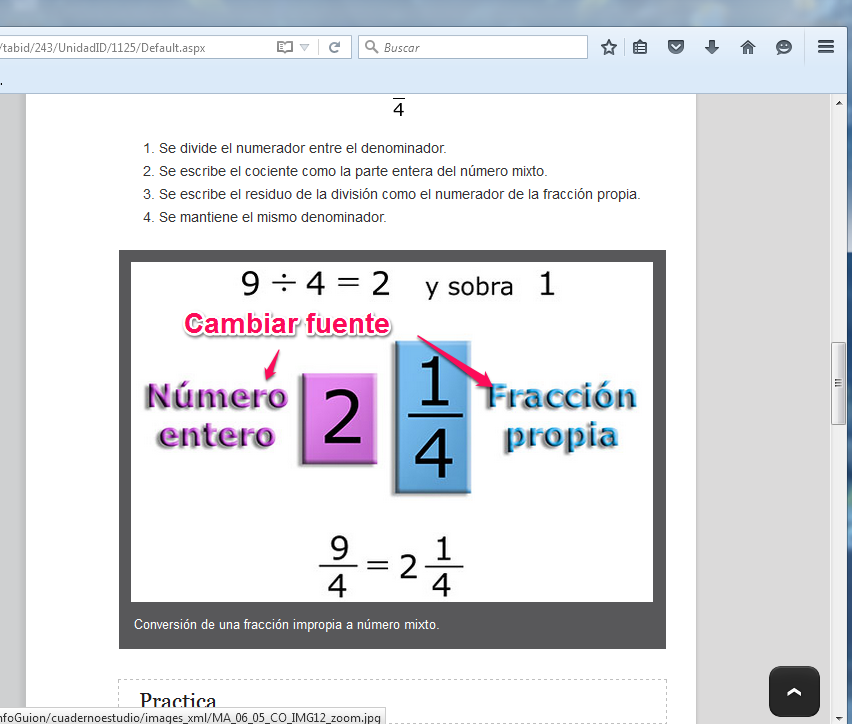 /tabid/243/UnidadID/1125/Default.aspx
Buscar
4
1. Se divide el numerador entre el denominador.
2. Se escribe el cociente como la parte entera del número mixto.
3. Se escribe el residuo de la división como el numerador de la fracción propia.
4. Se mantiene el mismo denominador.
9 ÷ 4 = 2 y sobra 1
Cambiar fuente
Número
entero
2
1
4
Fracción
propia
9
4
= 2
1
4
Conversión de una fracción impropia a número mixto.
Practica
nfoGuion/cuadernoestudio/images_xml/MA_06_05_CO_IMG12_zoom.jpg